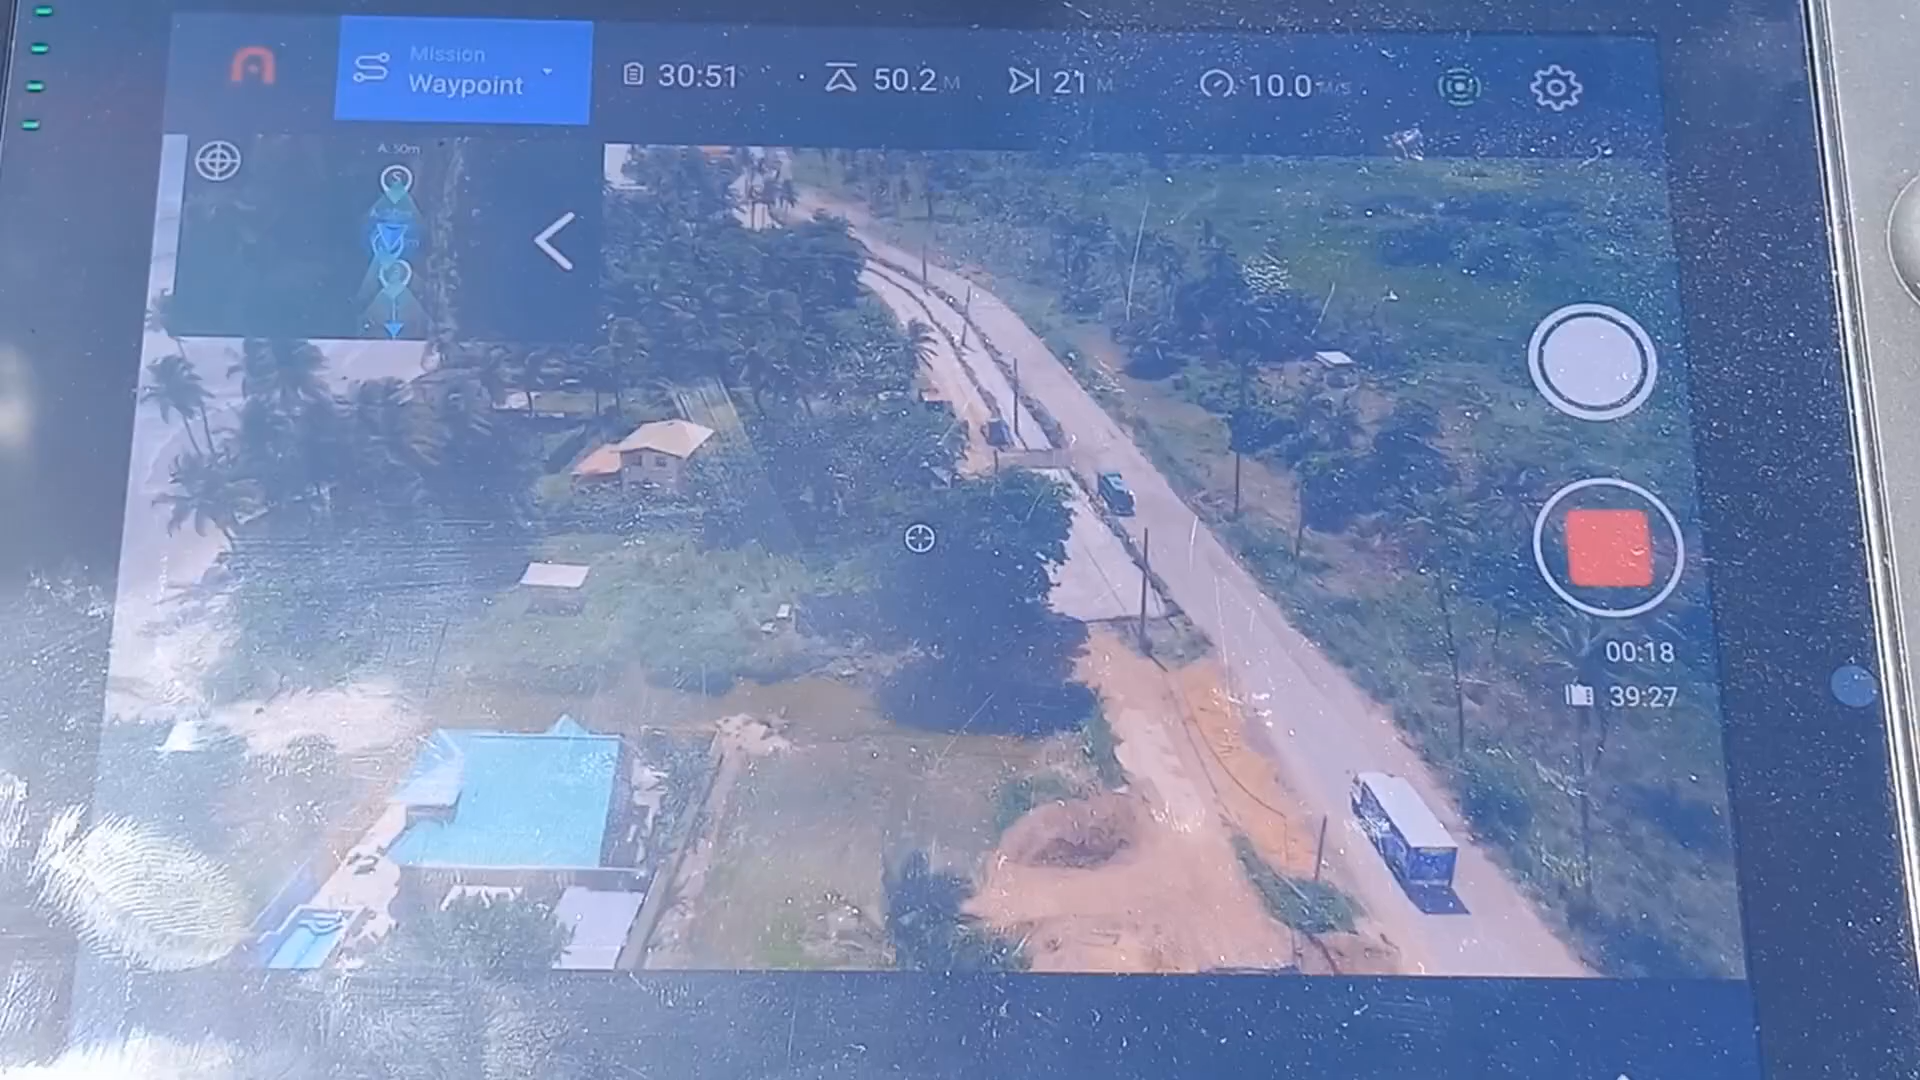 Mission
Waypoint
30:51
50.2 M
21 M
10.0 M/S
A: 50m
S
00:18
39:27